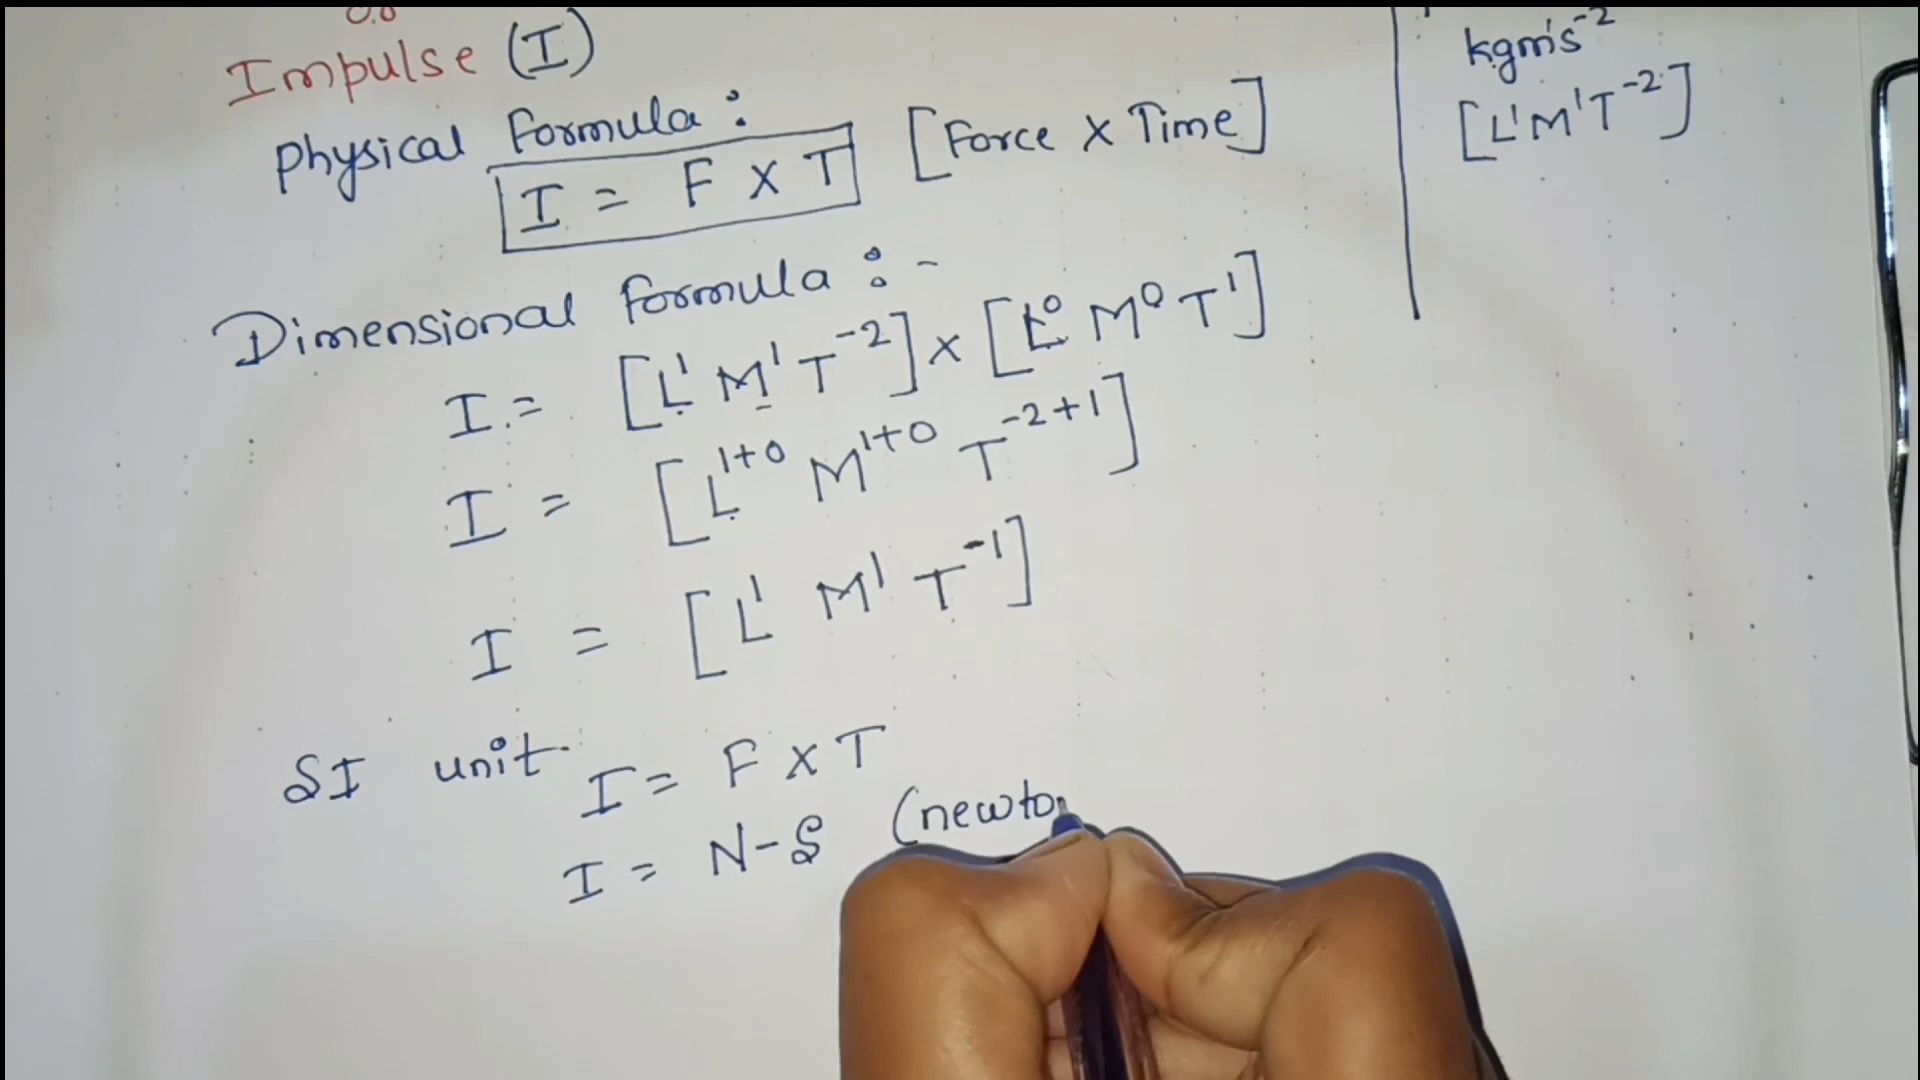 Impulse (I)
Physical Formula :
I = F X T [Force X Time]
Dimensional formula : -
I = [L¹ M¹ T⁻²] × [L⁰ M⁰ T¹]
I = [L¹⁺⁰ M¹⁺⁰ T⁻²⁺¹]
I = [L¹ M¹ T⁻¹]
SI unit I = F X T
I = N-S (newto
kgm¹s⁻²
[L¹M¹T⁻²]